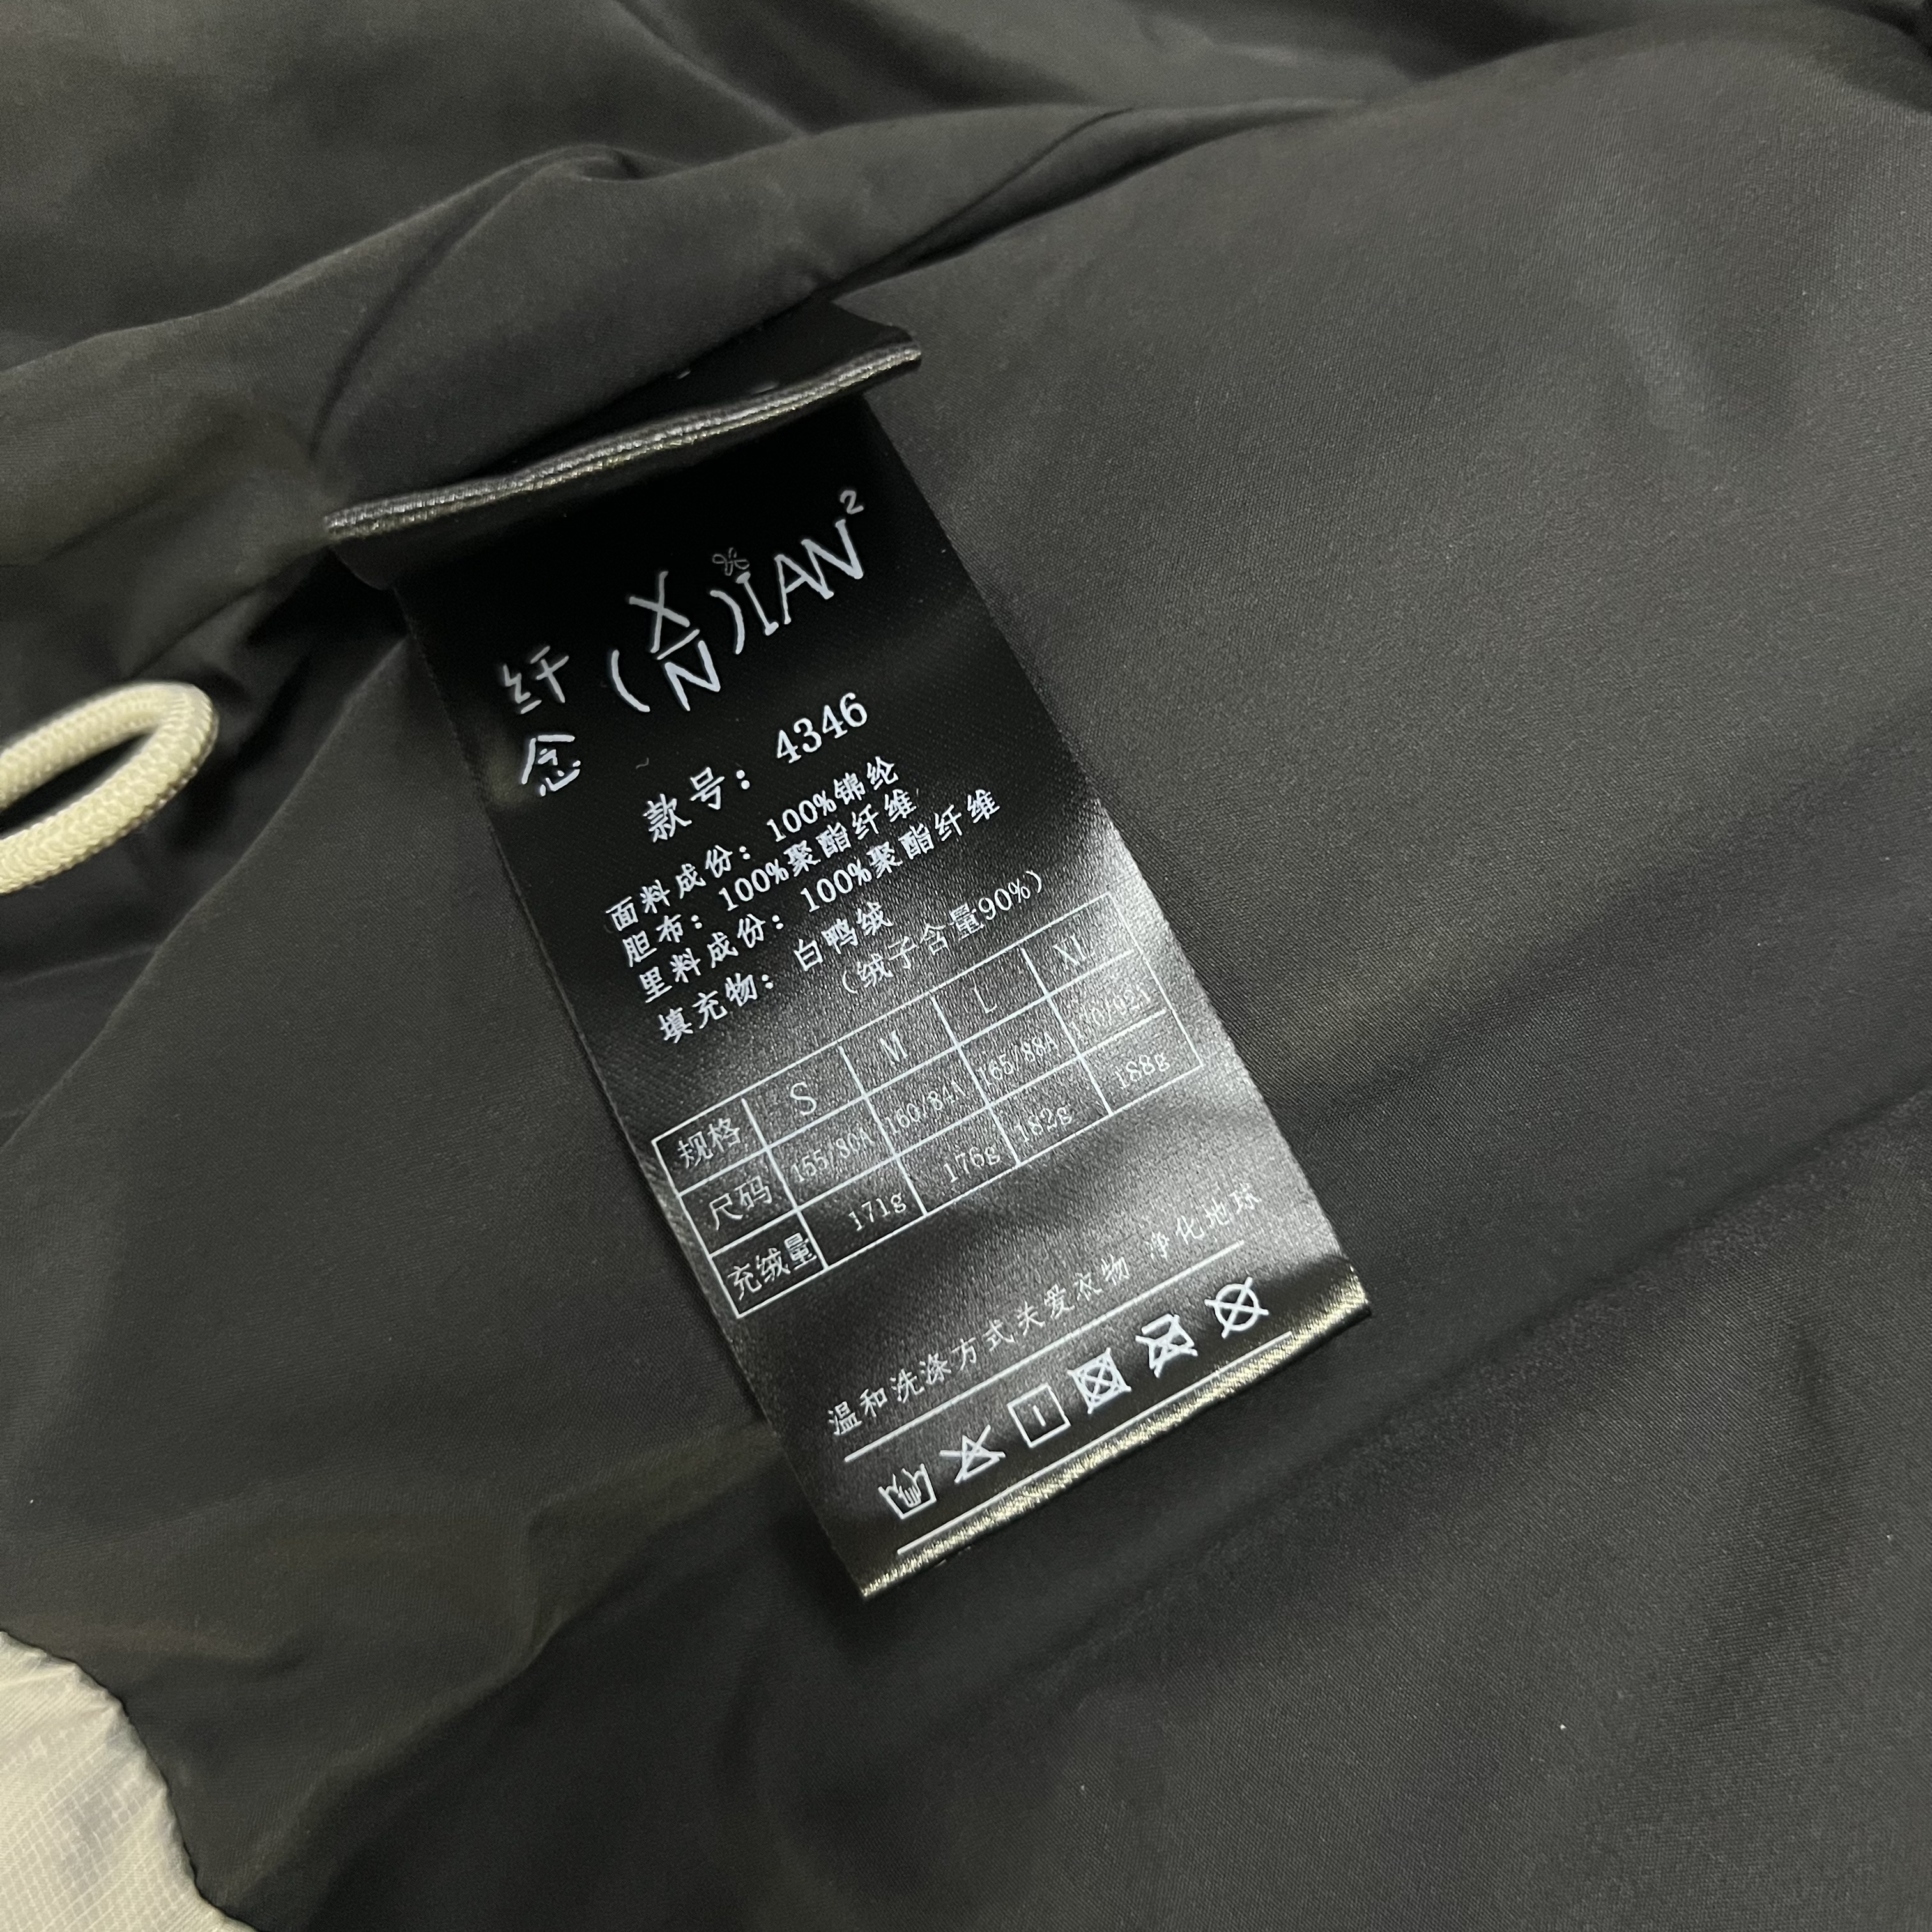 纤念
(X/N)IAN²
款号：4346
面料成份：100%锦纶
胆布：100%聚酯纤维
里料成份：100%聚酯纤维
填充物：白鸭绒
（绒子含量90%）
规格 S M L XL
尺码 155/80A 160/84A 165/88A 170/92A
充绒量 171g 176g 182g 188g
温和洗涤方式关爱衣物 净化地球